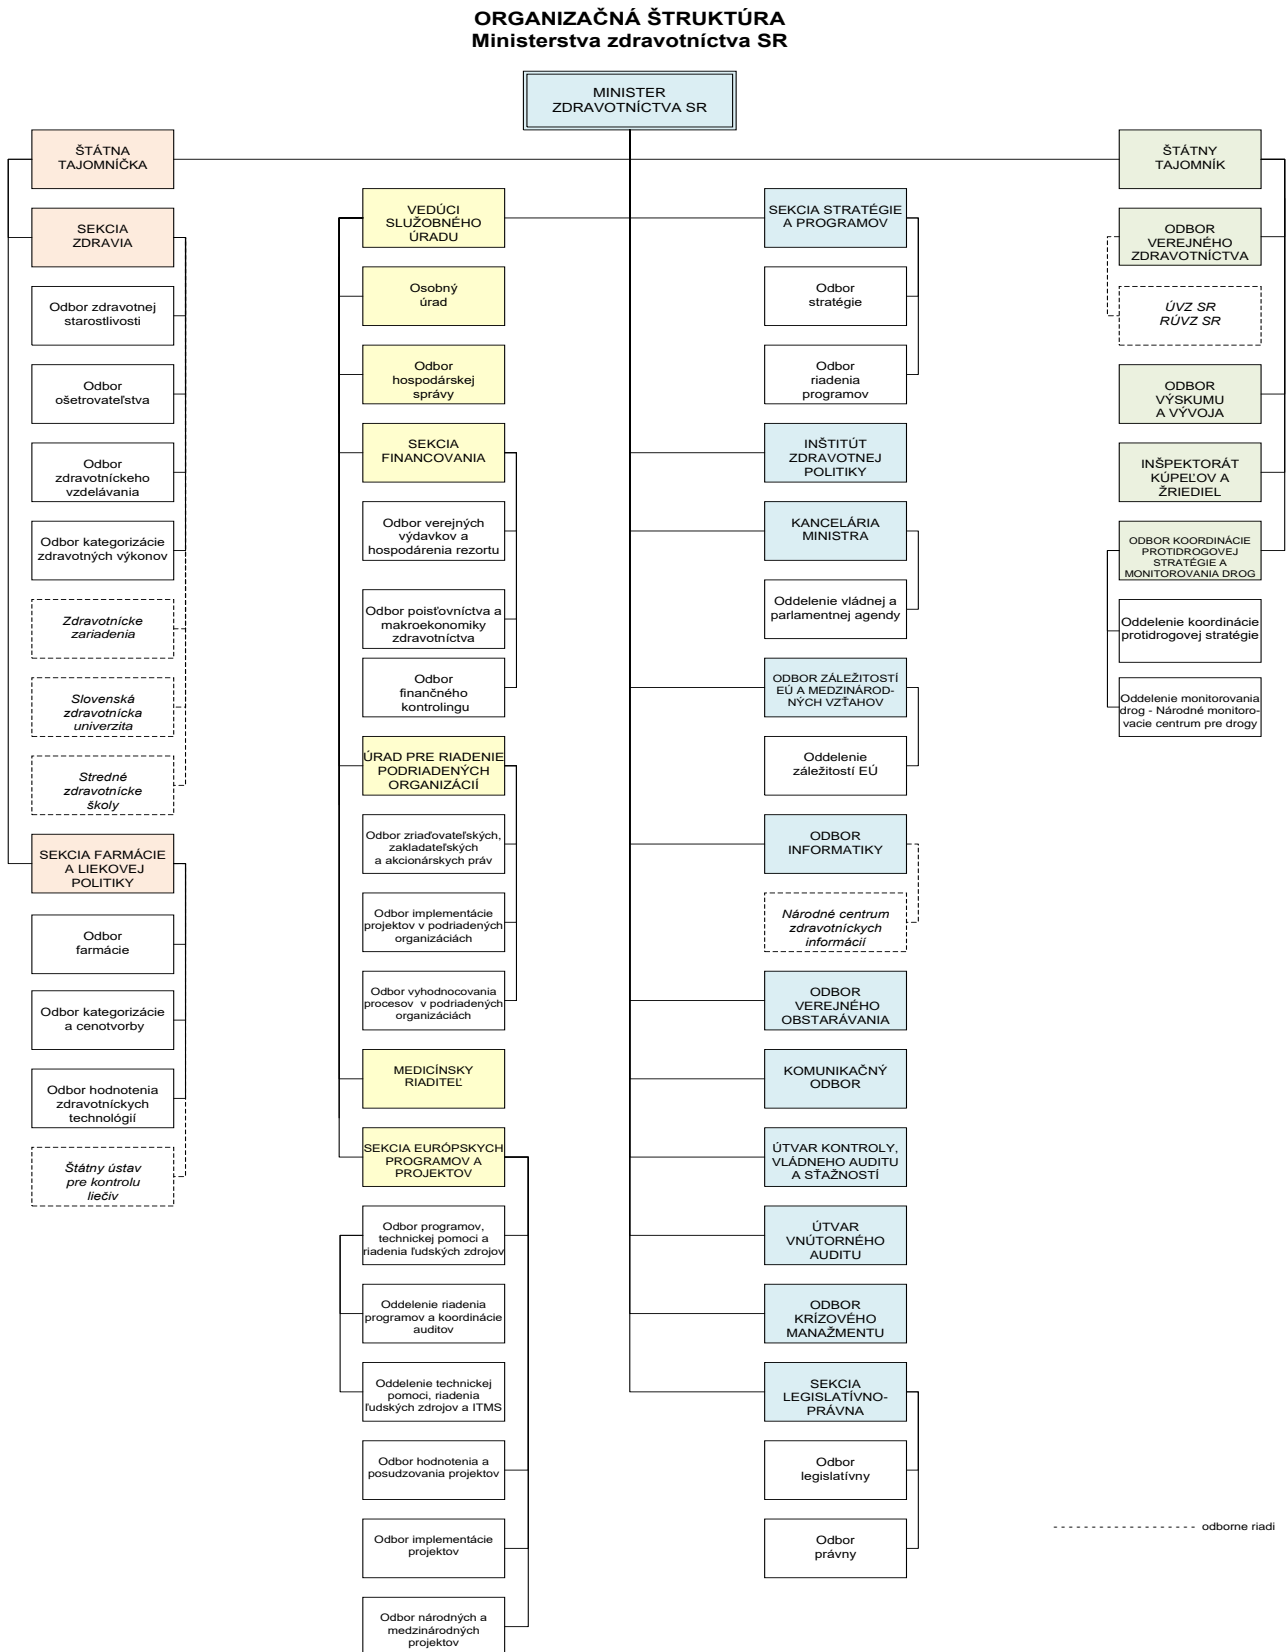 ORGANIZAČNÁ ŠTRUKTÚRA
Ministerstva zdravotníctva SR
MINISTER
ZDRAVOTNÍCTVA SR
ŠTÁTNA
TAJOMNÍČKA
SEKCIA
ZDRAVIA
Odbor zdravotnej
starostlivosti
Odbor
ošetrovateľstva
Odbor
zdravotníckeho
vzdelávania
Odbor kategorizácie
zdravotných výkonov
Zdravotnícke
zariadenia
Slovenská
zdravotnícka
univerzita
Stredné
zdravotnícke
školy
SEKCIA FARMÁCIE
A LIEKOVEJ
POLITIKY
Odbor
farmácie
Odbor kategorizácie
a cenotvorby
Odbor hodnotenia
zdravotníckych
technológií
Štátny ústav
pre kontrolu
liečiv
VEDÚCI
SLUŽOBNÉHO
ÚRADU
Osobný
úrad
Odbor
hospodárskej
správy
SEKCIA
FINANCOVANIA
Odbor verejných
výdavkov a
hospodárenia rezortu
Odbor poisťovníctva a
makroekonomiky
zdravotníctva
Odbor
finančného
kontrolingu
ÚRAD PRE RIADENIE
PODRIADENÝCH
ORGANIZÁCIÍ
Odbor zriaďovateľských,
zakladateľských
a akcionárskych práv
Odbor implementácie
projektov v podriadených
organizáciách
Odbor vyhodnocovania
procesov v podriadených
organizáciách
MEDICÍNSKY
RIADITEĽ
SEKCIA EURÓPSKYCH
PROGRAMOV A
PROJEKTOV
Odbor programov,
technickej pomoci a
riadenia ľudských zdrojov
Oddelenie riadenia
programov a koordinácie
auditov
Oddelenie technickej
pomoci, riadenia
ľudských zdrojov a ITMS
Odbor hodnotenia a
posudzovania projektov
Odbor implementácie
projektov
Odbor národných a
medzinárodných
projektov
SEKCIA STRATÉGIE
A PROGRAMOV
Odbor
stratégie
Odbor
riadenia
programov
INŠTITÚT
ZDRAVOTNEJ
POLITIKY
KANCELÁRIA
MINISTRA
Oddelenie vládnej a
parlamentnej agendy
ODBOR ZÁLEŽITOSTÍ
EÚ A MEDZINÁROD-
NÝCH VZŤAHOV
Oddelenie
záležitostí EÚ
ODBOR
INFORMATIKY
Národné centrum
zdravotníckych
informácií
ODBOR
VEREJNÉHO
OBSTARÁVANIA
KOMUNIKAČNÝ
ODBOR
ÚTVAR KONTROLY,
VLÁDNEHO AUDITU
A SŤAŽNOSTÍ
ÚTVAR
VNÚTORNÉHO
AUDITU
ODBOR
KRÍZOVÉHO
MANAŽMENTU
SEKCIA
LEGISLATÍVNO-
PRÁVNA
Odbor
legislatívny
Odbor
právny
ŠTÁTNY
TAJOMNÍK
ODBOR
VEREJNÉHO
ZDRAVOTNÍCTVA
ÚVZ SR
RÚVZ SR
ODBOR
VÝSKUMU
A VÝVOJA
INŠPEKTORÁT
KÚPEĽOV A
ŽRIEDIEL
ODBOR KOORDINÁCIE
PROTIDROGOVEJ
STRATÉGIE A
MONITOROVANIA DROG
Oddelenie koordinácie
protidrogovej stratégie
Oddelenie monitorovania
drog - Národné monitoro-
vacie centrum pre drogy
odborne riadi